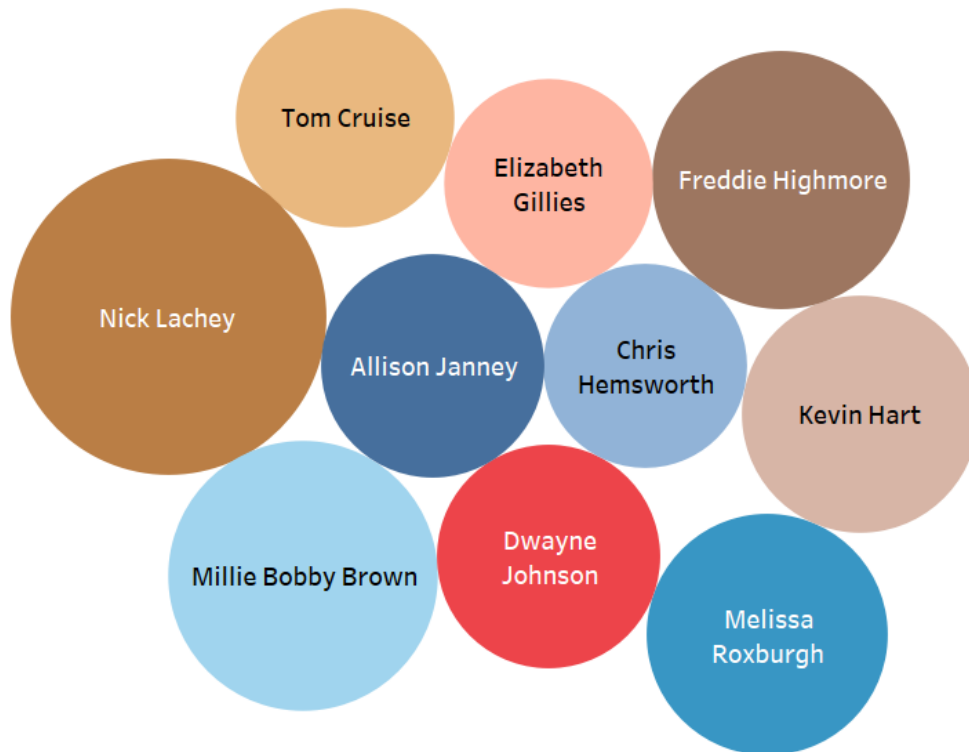 Tom Cruise
Elizabeth
Gillies
Freddie Highmore
Nick Lachey
Allison Janney
Chris
Hemsworth
Kevin Hart
Millie Bobby Brown
Dwayne
Johnson
Melissa
Roxburgh